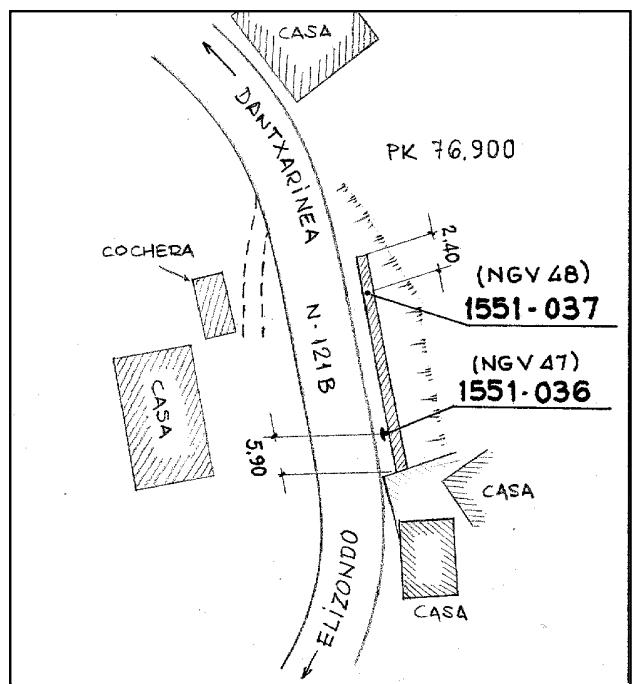 CASA
DANTXARINEA
PK 76,900
COCHERA
2,40
(NGV 48)
1551-037
N-121B
(NGV 47)
1551-036
CASA
5,90
CASA
ELIZONDO
CASA